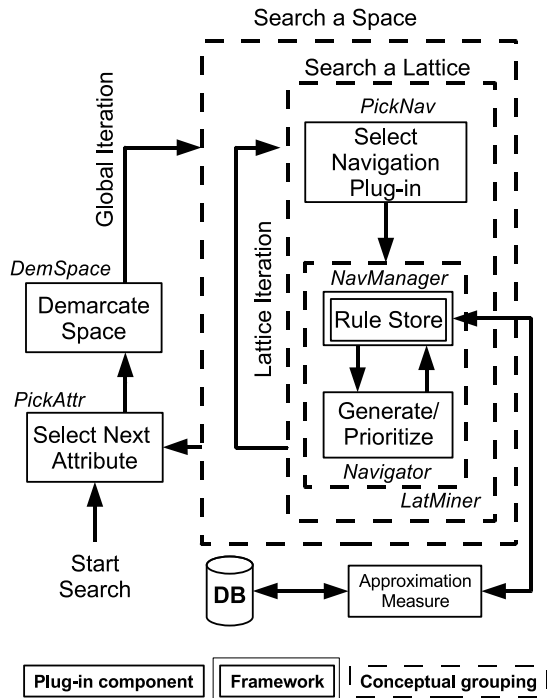 Search a Space
Search a Lattice
PickNav
Select
Navigation
Plug-in
Global Iteration
Lattice Iteration
DemSpace
Demarcate
Space
NavManager
Rule Store
PickAttr
Select Next
Attribute
Generate/
Prioritize
Navigator
LatMiner
Start
Search
DB
Approximation
Measure
Plug-in component
Framework
Conceptual grouping